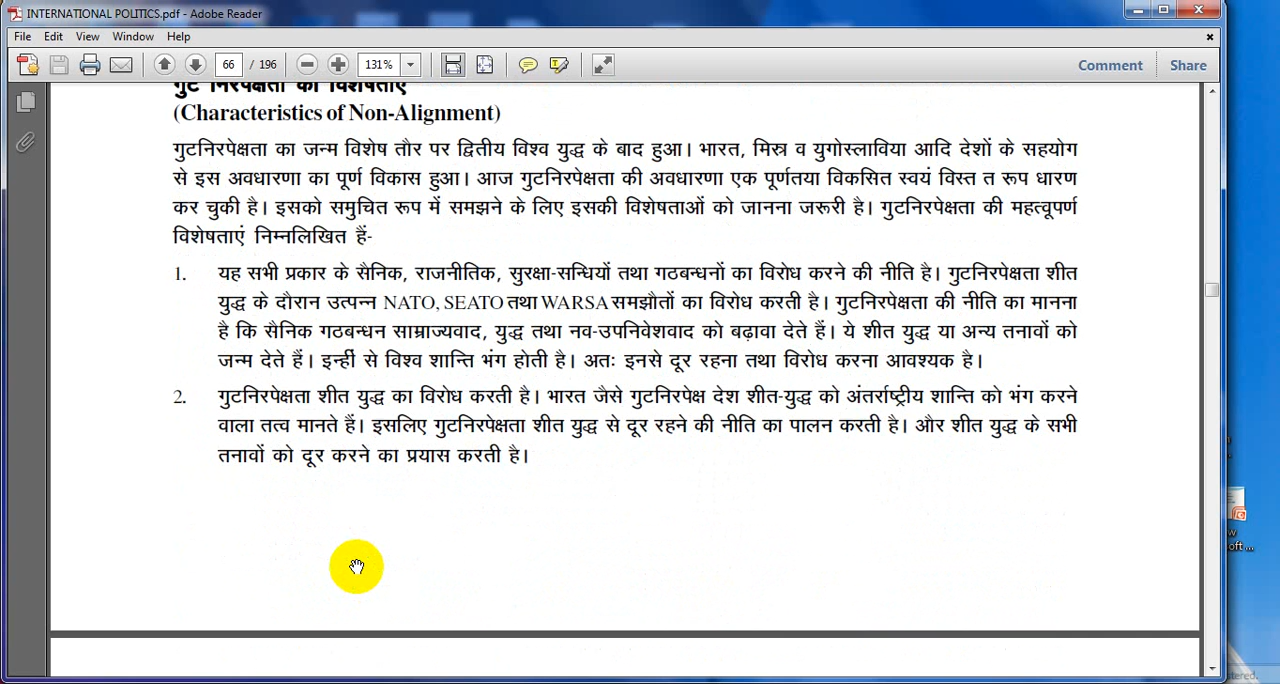 INTERNATIONAL POLITICS.pdf - Adobe Reader
File Edit View Window Help
66 / 196 131% Comment Share
गुट निरपेक्षता की विशेषताएं
(Characteristics of Non-Alignment)
गुटनिरपेक्षता का जन्म विशेष तौर पर द्वितीय विश्व युद्ध के बाद हुआ। भारत, मिस्र व युगोस्लाविया आदि देशों के सहयोग
से इस अवधारणा का पूर्ण विकास हुआ। आज गुटनिरपेक्षता की अवधारणा एक पूर्णतया विकसित स्वयं विस्त त रूप धारण
कर चुकी है। इसको समुचित रूप में समझने के लिए इसकी विशेषताओं को जानना जरूरी है। गुटनिरपेक्षता की महत्वूपर्ण
विशेषताएं निम्नलिखित हैं-
1. यह सभी प्रकार के सैनिक, राजनीतिक, सुरक्षा-सन्धियों तथा गठबन्धनों का विरोध करने की नीति है। गुटनिरपेक्षता शीत
युद्ध के दौरान उत्पन्न NATO, SEATO तथा WARSA समझौतों का विरोध करती है। गुटनिरपेक्षता की नीति का मानना
है कि सैनिक गठबन्धन साम्राज्यवाद, युद्ध तथा नव-उपनिवेशवाद को बढ़ावा देते हैं। ये शीत युद्ध या अन्य तनावों को
जन्म देते हैं। इन्हीं से विश्व शान्ति भंग होती है। अतः इनसे दूर रहना तथा विरोध करना आवश्यक है।
2. गुटनिरपेक्षता शीत युद्ध का विरोध करती है। भारत जैसे गुटनिरपेक्ष देश शीत-युद्ध को अंतर्राष्ट्रीय शान्ति को भंग करने
वाला तत्व मानते हैं। इसलिए गुटनिरपेक्षता शीत युद्ध से दूर रहने की नीति का पालन करती है। और शीत युद्ध के सभी
तनावों को दूर करने का प्रयास करती है।